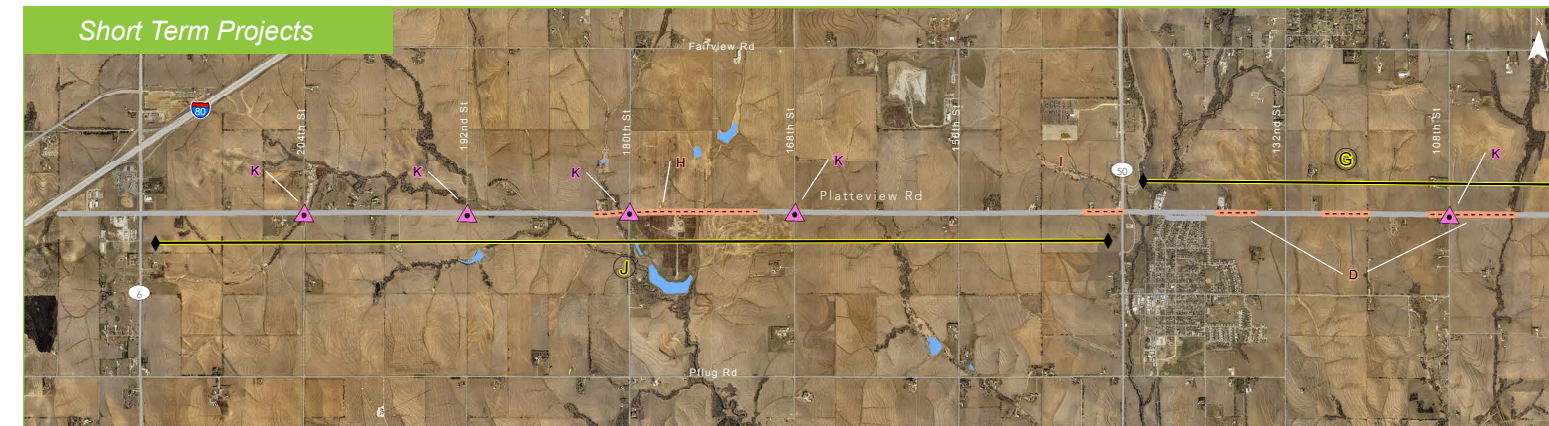 Short Term Projects
Fairview Rd
N
80
204th St
192nd St
180th St
168th St
156th St
132nd St
108th St
K
K
K
H
K
I
50
G
K
Platteview Rd
J
D
6
Pflug Rd